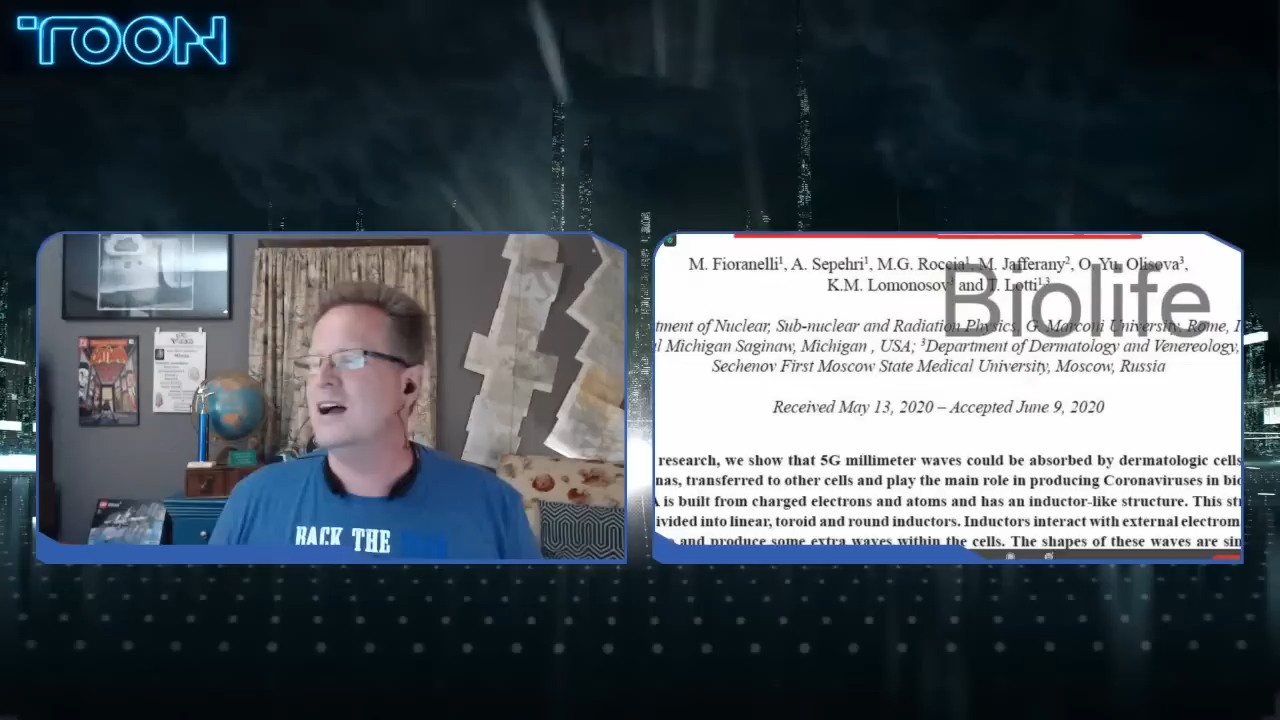 TOON
BACK THE
Biolife
M. Fioranelli¹, A. Sepehri¹, M.G. Roccia¹, M. Jafferany², O. Yu. Olisova³,
K.M. Lomonosov³ and T. Lotti¹,³
tment of Nuclear, Sub-nuclear and Radiation Physics, G. Marconi University, Rome, I
l Michigan Saginaw, Michigan , USA; ³Department of Dermatology and Venereology,
Sechenov First Moscow State Medical University, Moscow, Russia
Received May 13, 2020 – Accepted June 9, 2020
research, we show that 5G millimeter waves could be absorbed by dermatologic cells
nas, transferred to other cells and play the main role in producing Coronaviruses in bio
A is built from charged electrons and atoms and has an inductor-like structure. This str
ivided into linear, toroid and round inductors. Inductors interact with external electrom
and produce some extra waves within the cells. The shapes of these waves are sim